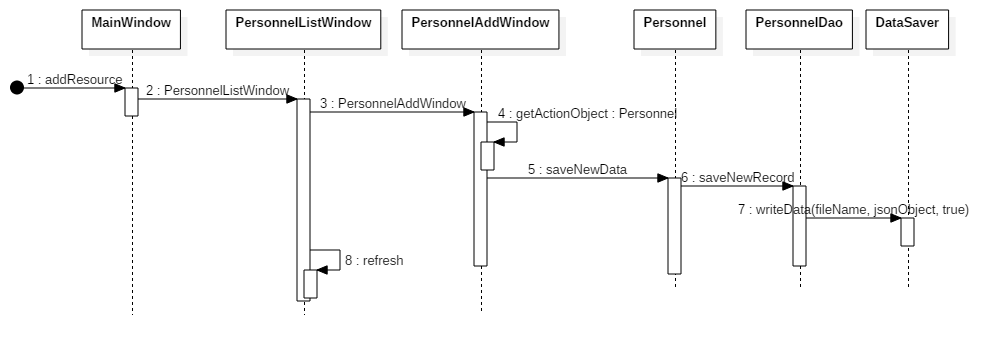 MainWindow
PersonnelListWindow
PersonnelAddWindow
Personnel
PersonnelDao
DataSaver
1 : addResource
2 : PersonnelListWindow
3 : PersonnelAddWindow
4 : getActionObject : Personnel
5 : saveNewData
6 : saveNewRecord
7 : writeData(fileName, jsonObject, true)
8 : refresh